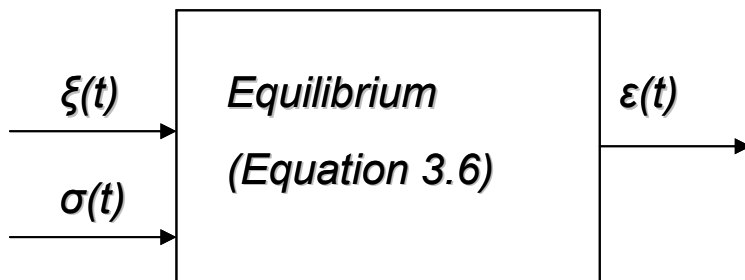 ξ(t)
σ(t)
Equilibrium
(Equation 3.6)
ε(t)